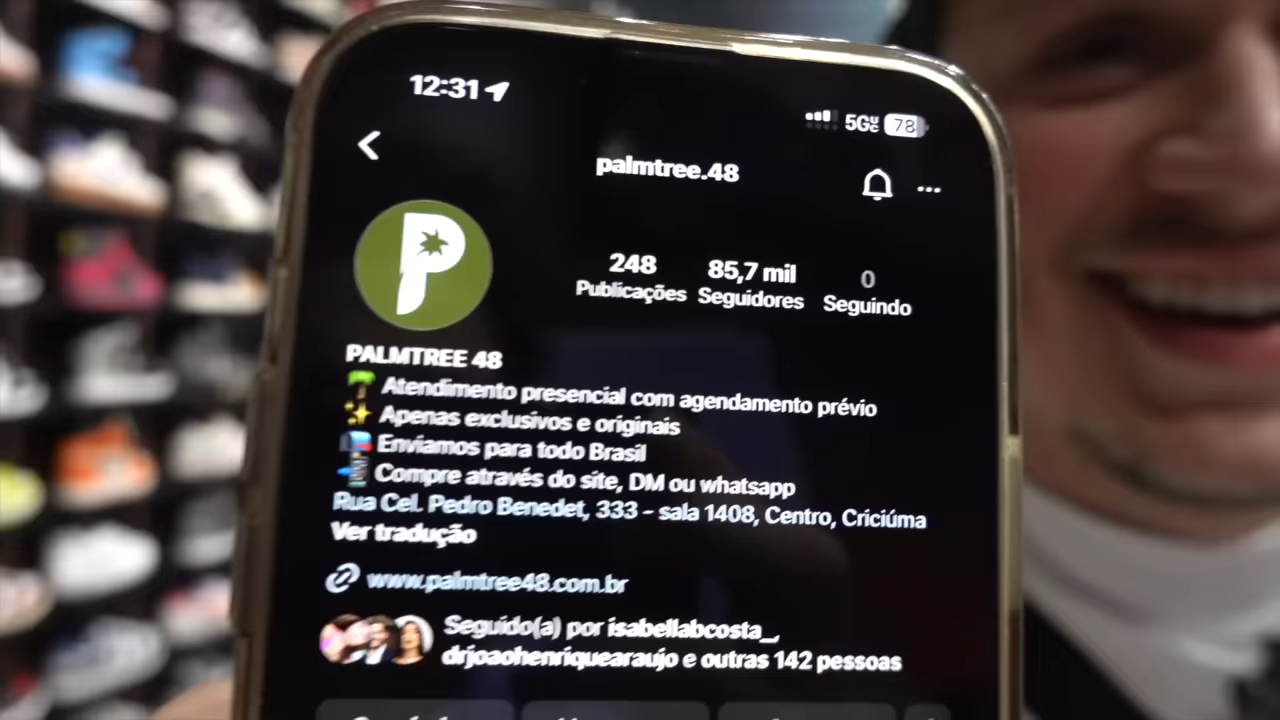 12:31
5G 78
palmtree.48
248 85,7 mil 0
Publicações Seguidores Seguindo
P
PALMTREE 48
Atendimento presencial com agendamento prévio
Apenas exclusivos e originais
Enviamos para todo Brasil
Compre através do site, DM ou whatsapp
Rua Cel. Pedro Benedet, 333 - sala 1408, Centro, Criciúma
Ver tradução
www.palmtree48.com.br
Seguido(a) por isabellabcosta_,
drjoaohenriquearaujo e outras 142 pessoas